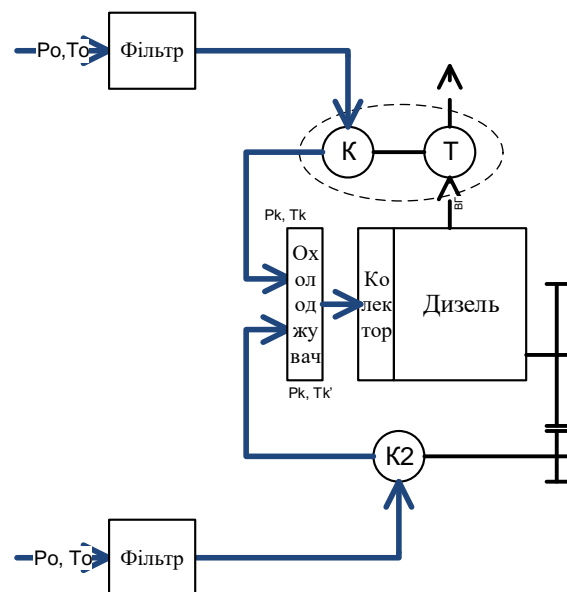 Po,To
Фільтр
К
Т
ВГ
Pk, Tk
Ох
ол
од
жу
вач
Ко
лек
тор
Дизель
Pk, Tk’
К2
Po, To
Фільтр